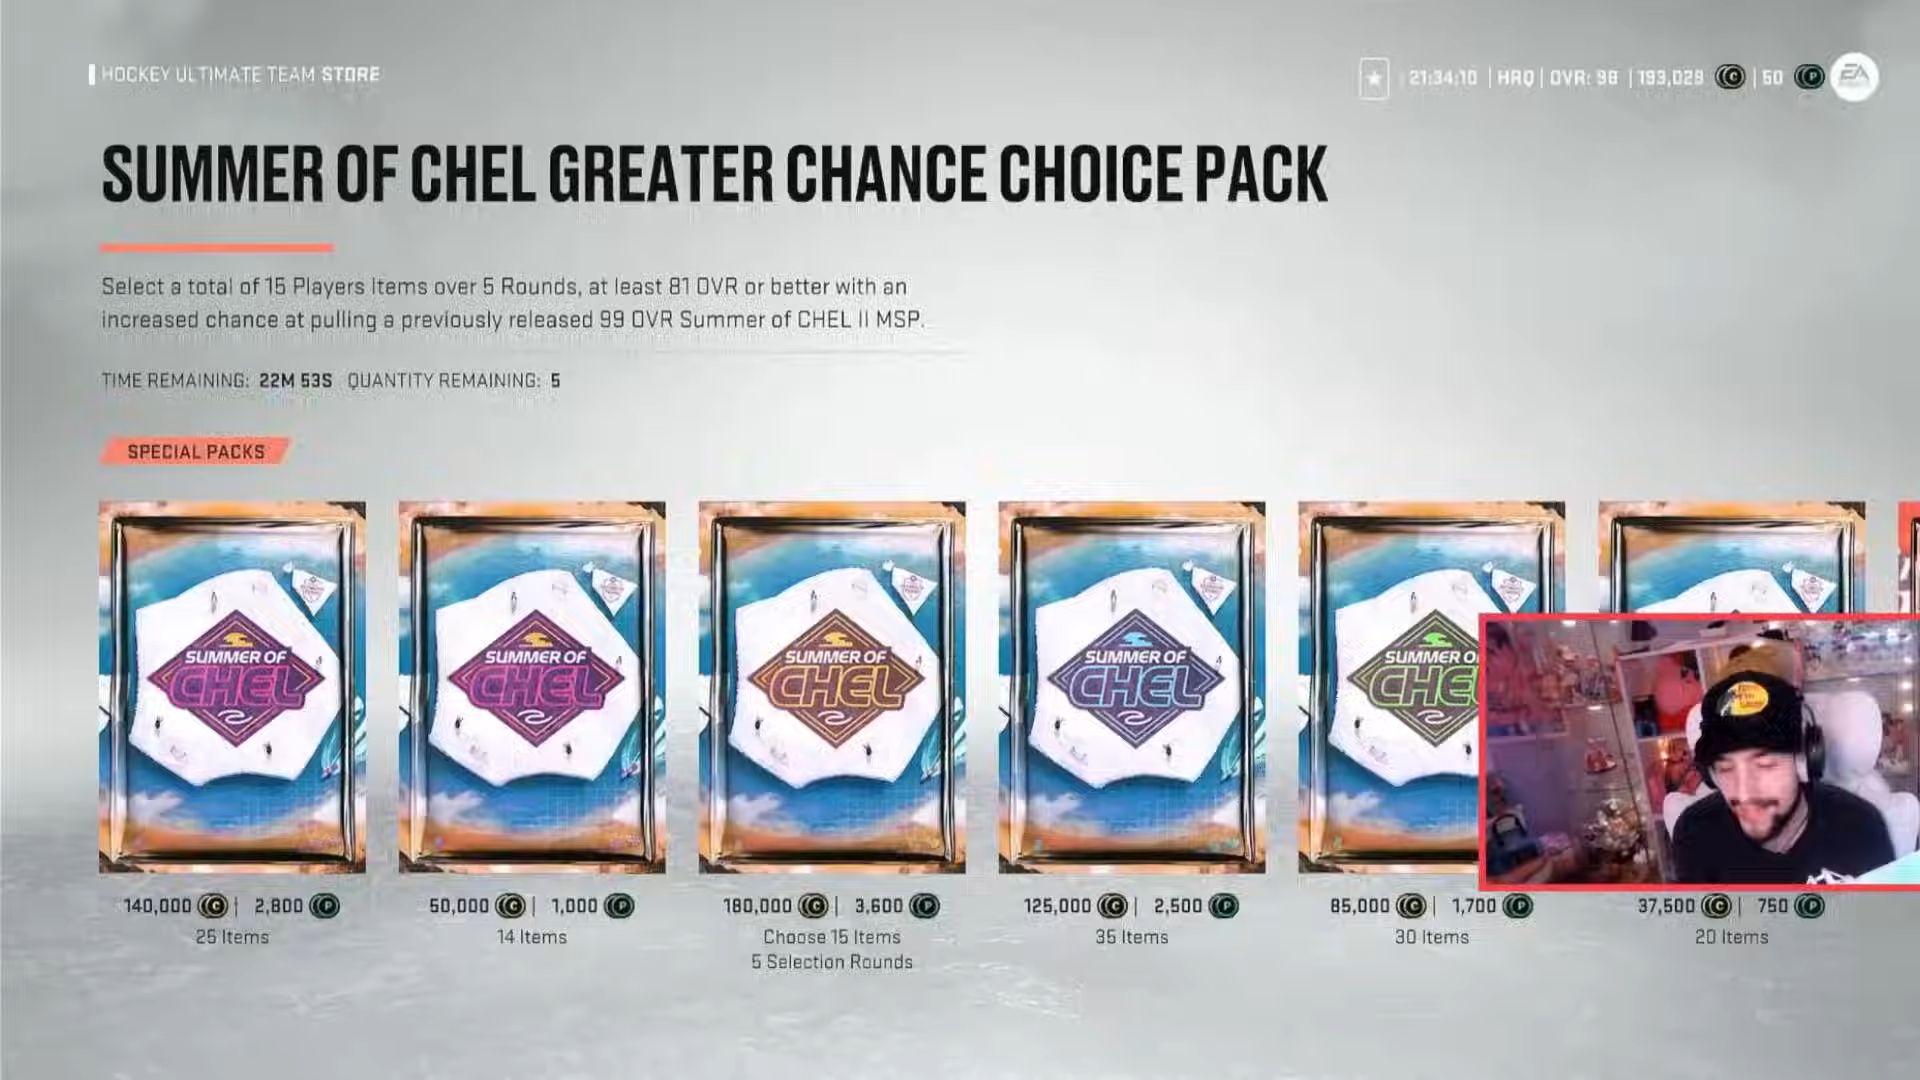 HOCKEY ULTIMATE TEAM STORE
21:34:10 | HRQ | OVR: 98 | 193,029 C | 50 P EA
SUMMER OF CHEL GREATER CHANCE CHOICE PACK
Select a total of 15 Players Items over 5 Rounds, at least 81 OVR or better with an
increased chance at pulling a previously released 99 OVR Summer of CHEL II MSP.
TIME REMAINING: 22M 53S QUANTITY REMAINING: 5
SPECIAL PACKS
SUMMER OF
CHEL
SUMMER OF
CHEL
SUMMER OF
CHEL
SUMMER OF
CHEL
SUMMER O
CHEL
140,000 C | 2,800 P
25 Items
50,000 C | 1,000 P
14 Items
180,000 C | 3,600 P
Choose 15 Items
5 Selection Rounds
125,000 C | 2,500 P
35 Items
85,000 C | 1,700 P
30 Items
37,500 C | 750 P
20 Items